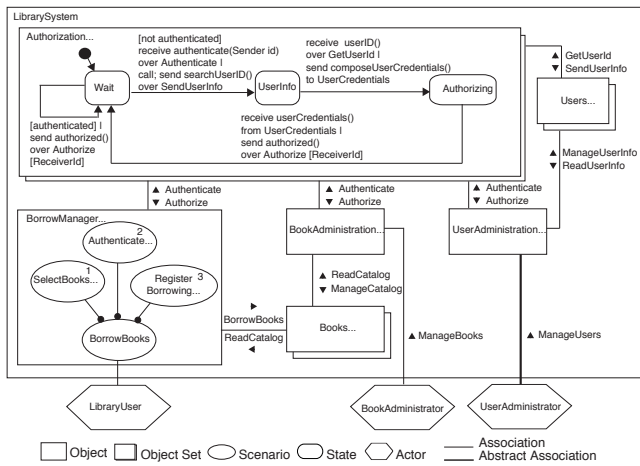 LibrarySystem
Authorization...
[not authenticated]
receive authenticate(Sender id)
over Authenticate |
call; send searchUserID()
over SendUserInfo
receive userID()
over GetUserId |
send composeUserCredentials()
to UserCredentials
▲ GetUserId
▼ SendUserInfo
Wait
UserInfo
Authorizing
Users...
[authenticated] |
send authorized()
over Authorize
[ReceiverId]
receive userCredentials()
from UserCredentials |
send authorized()
over Authorize [ReceiverId]
▲ ManageUserInfo
▼ ReadUserInfo
▲ Authenticate
▼ Authorize
▲ Authenticate
▼ Authorize
▲ Authenticate
▼ Authorize
BorrowManager...
2
Authenticate...
BookAdministration...
UserAdministration...
1
SelectBooks...
Register 3
Borrowing...
▲ ReadCatalog
▼ ManageCatalog
▶
BorrowBooks
ReadCatalog
◀
BorrowBooks
Books...
▲ ManageBooks
▲ ManageUsers
LibraryUser
BookAdministrator
UserAdministrator
Object
Object Set
Scenario
State
Actor
Association
Abstract Association